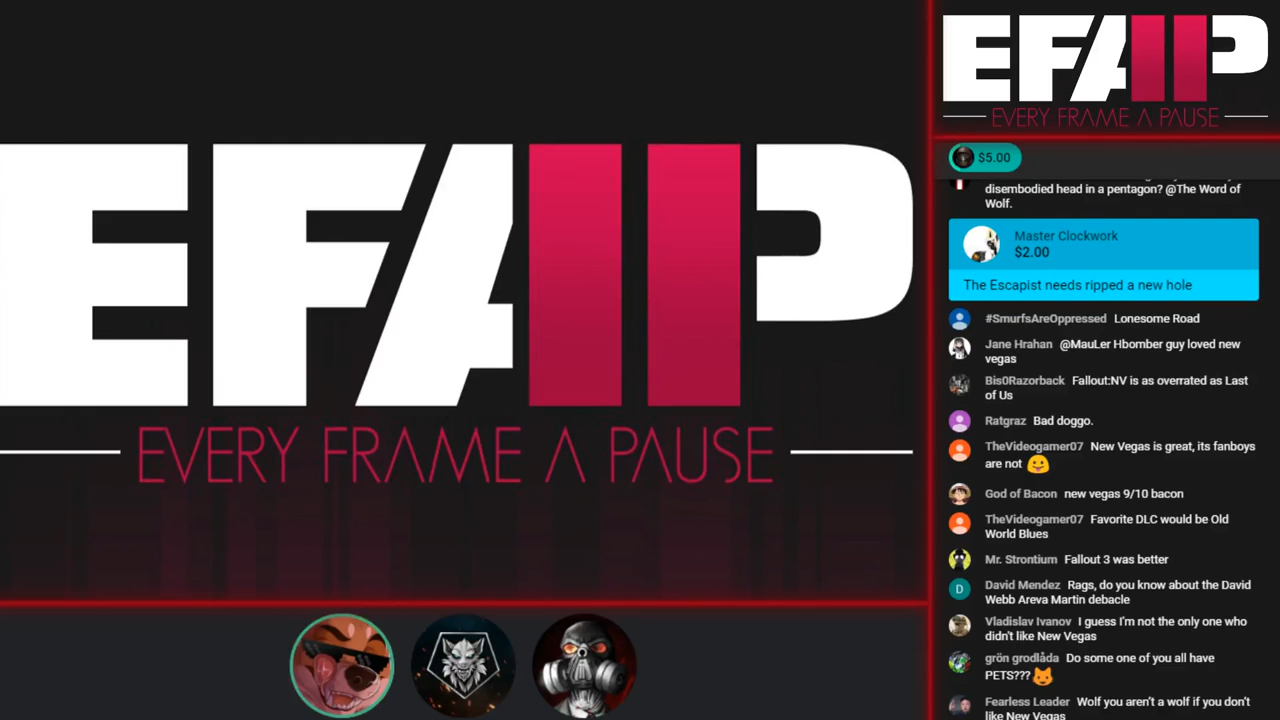 EFAP
EVERY FRAME A PAUSE
EFAP
EVERY FRAME A PAUSE
$5.00
disembodied head in a pentagon? @The Word of
Wolf.
Master Clockwork
$2.00
The Escapist needs ripped a new hole
#SmurfsAreOppressed Lonesome Road
Jane Hrahan @MauLer Hbomber guy loved new
vegas
Bis0Razorback Fallout:NV is as overrated as Last
of Us
Ratgraz Bad doggo.
TheVideogamer07 New Vegas is great, its fanboys
are not
God of Bacon new vegas 9/10 bacon
TheVideogamer07 Favorite DLC would be Old
World Blues
Mr. Strontium Fallout 3 was better
D
David Mendez Rags, do you know about the David
Webb Areva Martin debacle
Vladislav Ivanov I guess I'm not the only one who
didn't like New Vegas
grön grodlåda Do some one of you all have
PETS???
Fearless Leader Wolf you aren't a wolf if you don't
like New Vegas